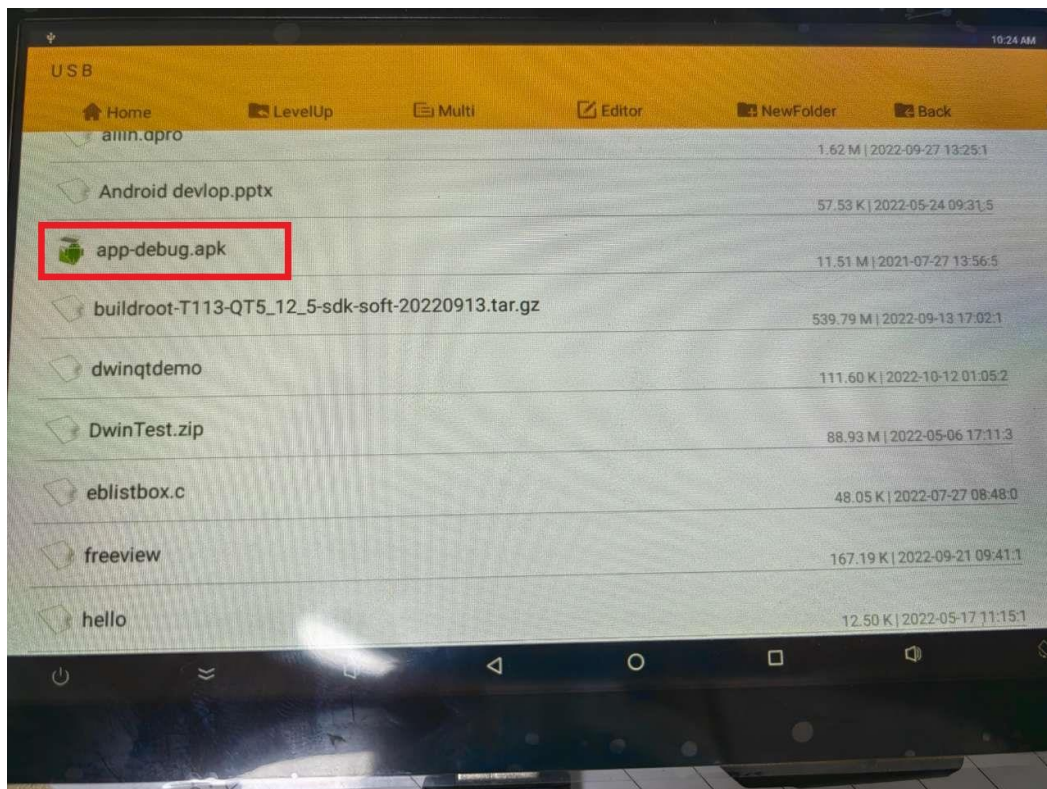 10:24 AM
USB
Home LevelUp Multi Editor NewFolder Back
allin.qpro
1.62 M | 2022-09-27 13:25:1
Android devlop.pptx
57.53 K | 2022-05-24 09:31:5
app-debug.apk
11.51 M | 2021-07-27 13:56:5
buildroot-T113-QT5_12_5-sdk-soft-20220913.tar.gz
539.79 M | 2022-09-13 17:02:1
dwinqtdemo
111.60 K | 2022-10-12 01:05:2
DwinTest.zip
88.93 M | 2022-05-06 17:11:3
eblistbox.c
48.05 K | 2022-07-27 08:48:0
freeview
167.19 K | 2022-09-21 09:41:1
hello
12.50 K | 2022-05-17 11:15:1